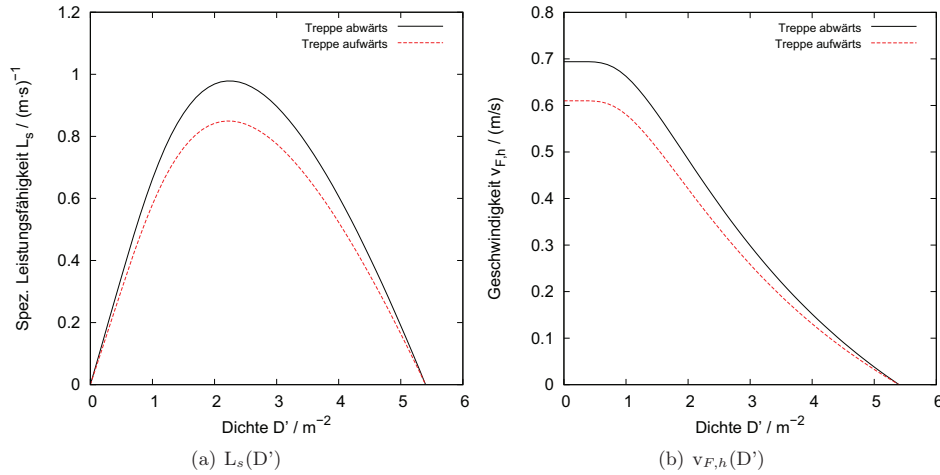 Treppe abwärts
Treppe aufwärts
Spez. Leistungsfähigkeit L_s / (m·s)^−1
1
0.8
0.6
0.4
0.2
0
0 1 2 3 4 5 6
Dichte D' / m^−2
(a) L_s(D')
Treppe abwärts
Treppe aufwärts
Geschwindigkeit v_F,h / (m/s)
0.8
0.7
0.6
0.5
0.4
0.3
0.2
0.1
0
0 1 2 3 4 5 6
Dichte D' / m^−2
(b) v_F,h(D')